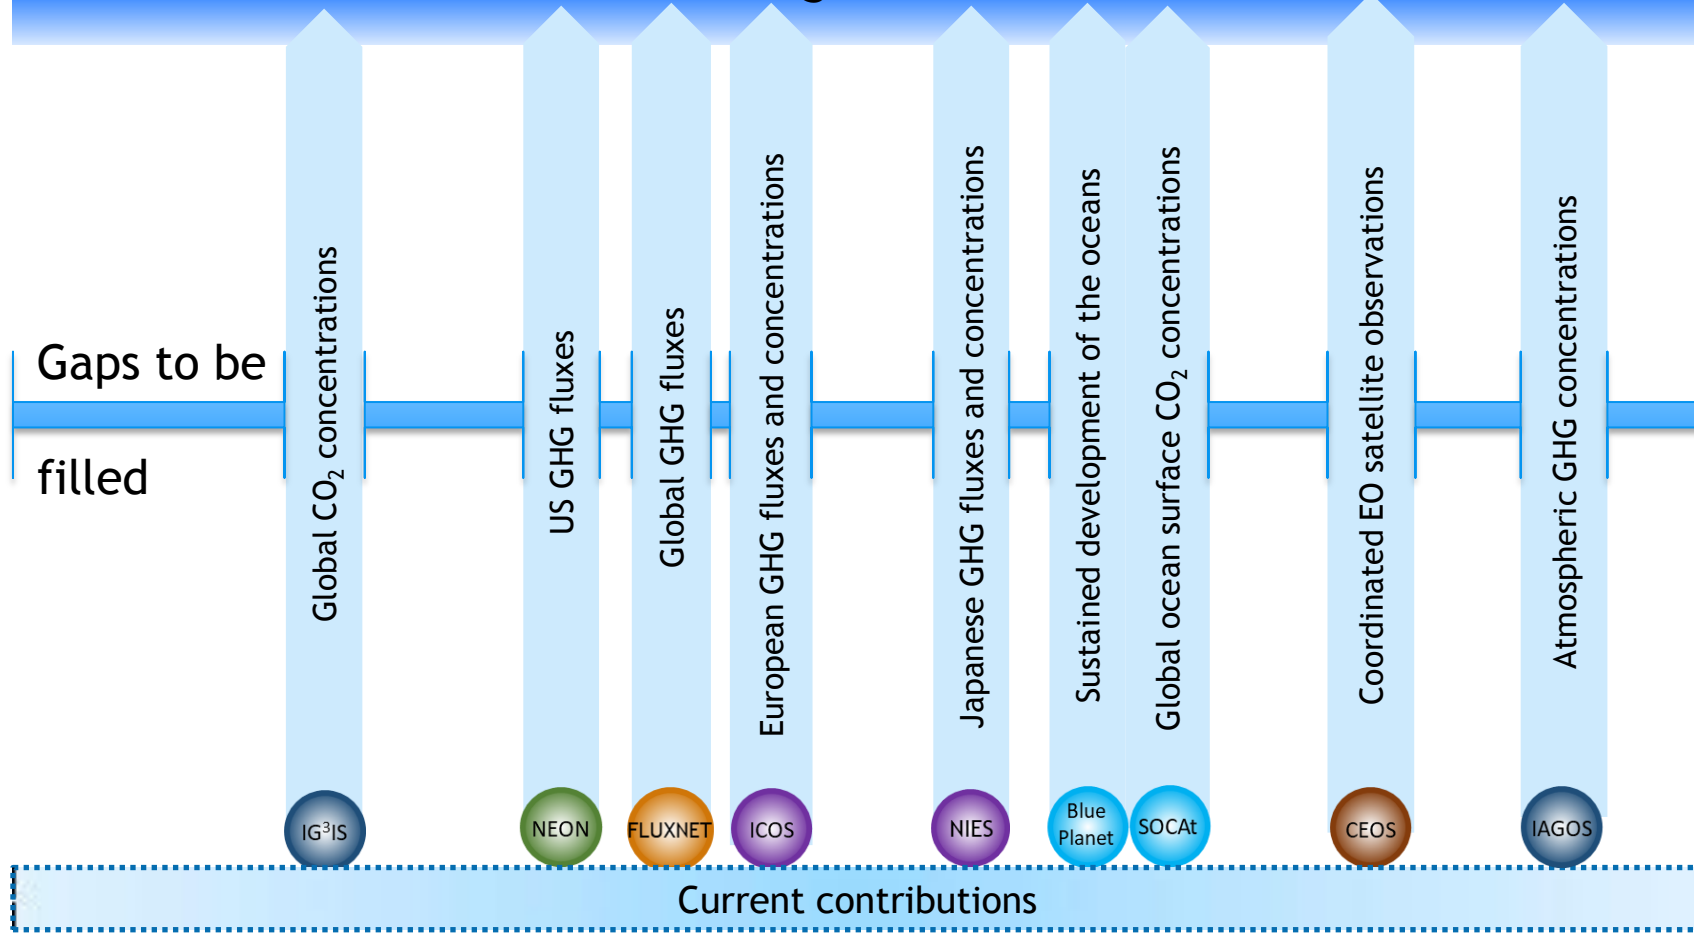 Gaps to be
filled
Global CO₂ concentrations
US GHG fluxes
Global GHG fluxes
European GHG fluxes and concentrations
Japanese GHG fluxes and concentrations
Sustained development of the oceans
Global ocean surface CO₂ concentrations
Coordinated EO satellite observations
Atmospheric GHG concentrations
IG³IS
NEON
FLUXNET
ICOS
NIES
Blue
Planet
SOCAt
CEOS
IAGOS
Current contributions